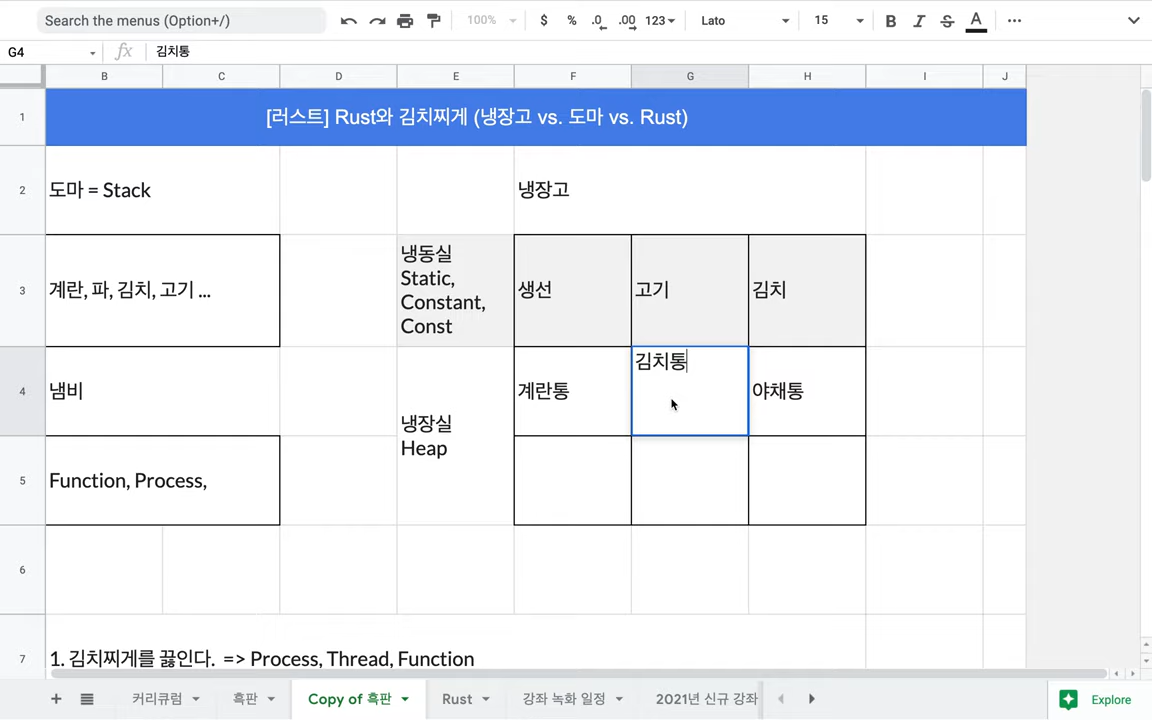 Search the menus (Option+/)
100%
$ % .0 .00 123
Lato
15
B I S A
G4
fx
김치통
B C D E F G H I J
1
[러스트] Rust와 김치찌게 (냉장고 vs. 도마 vs. Rust)
2
도마 = Stack
냉장고
3
계란, 파, 김치, 고기 ...
냉동실
Static,
Constant,
Const
생선
고기
김치
4
냄비
냉장실
Heap
계란통
김치통
야채통
5
Function, Process,
6
7
1. 김치찌게를 끓인다. => Process, Thread, Function
커리큐럼
흑판
Copy of 흑판
Rust
강좌 녹화 일정
2021년 신규 강좌
Explore